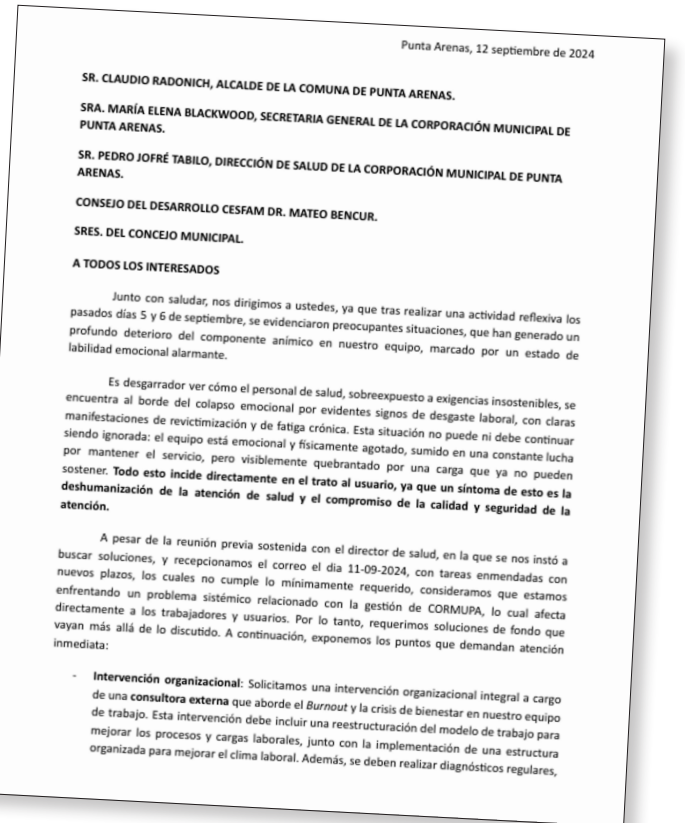 Punta Arenas, 12 septiembre de 2024
SR. CLAUDIO RADONICH, ALCALDE DE LA COMUNA DE PUNTA ARENAS.
SRA. MARÍA ELENA BLACKWOOD, SECRETARIA GENERAL DE LA CORPORACIÓN MUNICIPAL DE
PUNTA ARENAS.
SR. PEDRO JOFRÉ TABILO, DIRECCIÓN DE SALUD DE LA CORPORACIÓN MUNICIPAL DE PUNTA
ARENAS.
CONSEJO DEL DESARROLLO CESFAM DR. MATEO BENCUR.
SRES. DEL CONCEJO MUNICIPAL.
A TODOS LOS INTERESADOS
Junto con saludar, nos dirigimos a ustedes, ya que tras realizar una actividad reflexiva los
pasados días 5 y 6 de septiembre, se evidenciaron preocupantes situaciones, que han generado un
profundo deterioro del componente anímico en nuestro equipo, marcado por un estado de
labilidad emocional alarmante.
Es desgarrador ver cómo el personal de salud, sobreexpuesto a exigencias insostenibles, se
encuentra al borde del colapso emocional por evidentes signos de desgaste laboral, con claras
manifestaciones de revictimización y de fatiga crónica. Esta situación no puede ni debe continuar
siendo ignorada: el equipo está emocional y físicamente agotado, sumido en una constante lucha
por mantener el servicio, pero visiblemente quebrantado por una carga que ya no pueden
sostener. Todo esto incide directamente en el trato al usuario, ya que un síntoma de esto es la
deshumanización de la atención de salud y el compromiso de la calidad y seguridad de la
atención.
A pesar de la reunión previa sostenida con el director de salud, en la que se nos instó a
buscar soluciones, y recepcionamos el correo el dia 11-09-2024, con tareas enmendadas con
nuevos plazos, los cuales no cumple lo mínimamente requerido, consideramos que estamos
enfrentando un problema sistémico relacionado con la gestión de CORMUPA, lo cual afecta
directamente a los trabajadores y usuarios. Por lo tanto, requerimos soluciones de fondo que
vayan más allá de lo discutido. A continuación, exponemos los puntos que demandan atención
inmediata:
- Intervención organizacional: Solicitamos una intervención organizacional integral a cargo
de una consultora externa que aborde el Burnout y la crisis de bienestar en nuestro equipo
de trabajo. Esta intervención debe incluir una reestructuración del modelo de trabajo para
mejorar los procesos y cargas laborales, junto con la implementación de una estructura
organizada para mejorar el clima laboral. Además, se deben realizar diagnósticos regulares,